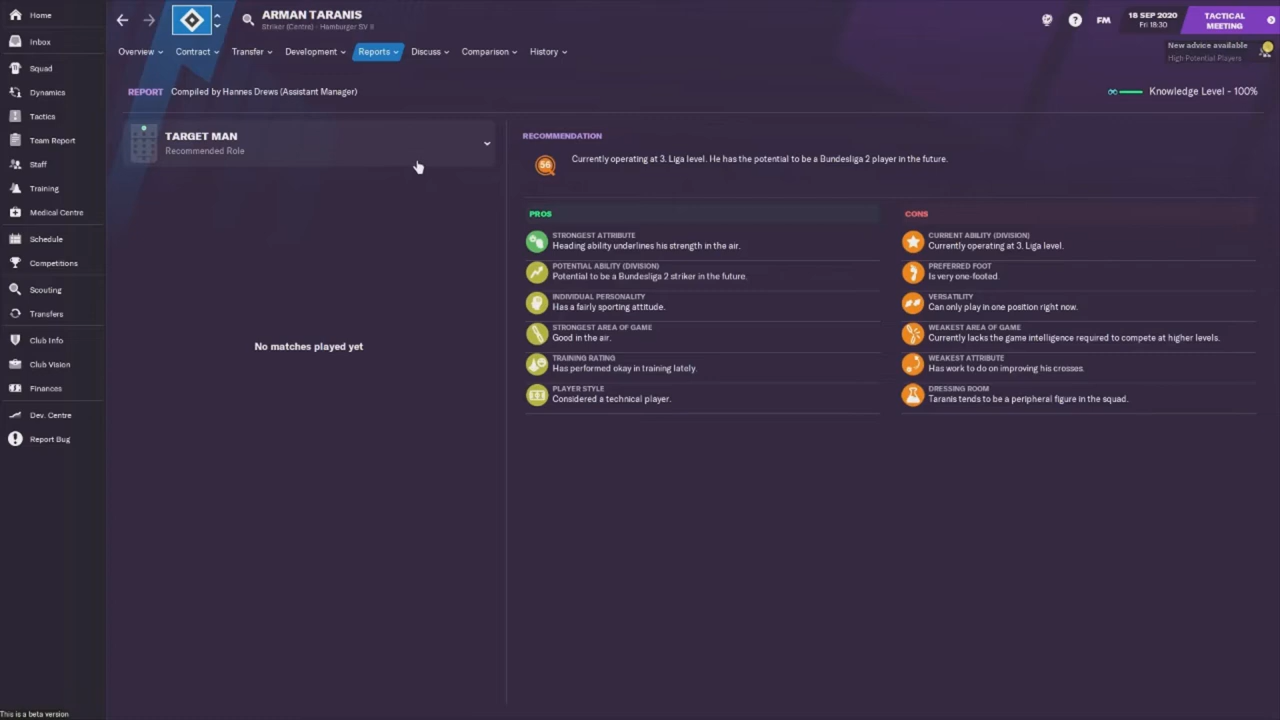 Home
Inbox
Squad
Dynamics
Tactics
Team Report
Staff
Training
Medical Centre
Schedule
Competitions
Scouting
Transfers
Club Info
Club Vision
Finances
Dev. Centre
Report Bug
This is a beta version
ARMAN TARANIS
Striker (Centre) - Hamburger SV II
? FM 18 SEP 2020
Fri 18:30
TACTICAL
MEETING
Overview Contract Transfer Development Reports Discuss Comparison History
New advice available
High Potential Players
REPORT Compiled by Hannes Drews (Assistant Manager)
Knowledge Level - 100%
TARGET MAN
Recommended Role
No matches played yet
RECOMMENDATION
56
Currently operating at 3. Liga level. He has the potential to be a Bundesliga 2 player in the future.
PROS
STRONGEST ATTRIBUTE
Heading ability underlines his strength in the air.
POTENTIAL ABILITY (DIVISION)
Potential to be a Bundesliga 2 striker in the future.
INDIVIDUAL PERSONALITY
Has a fairly sporting attitude.
STRONGEST AREA OF GAME
Good in the air.
TRAINING RATING
Has performed okay in training lately.
PLAYER STYLE
Considered a technical player.
CONS
CURRENT ABILITY (DIVISION)
Currently operating at 3. Liga level.
PREFERRED FOOT
Is very one-footed.
VERSATILITY
Can only play in one position right now.
WEAKEST AREA OF GAME
Currently lacks the game intelligence required to compete at higher levels.
WEAKEST ATTRIBUTE
Has work to do on improving his crosses.
DRESSING ROOM
Taranis tends to be a peripheral figure in the squad.